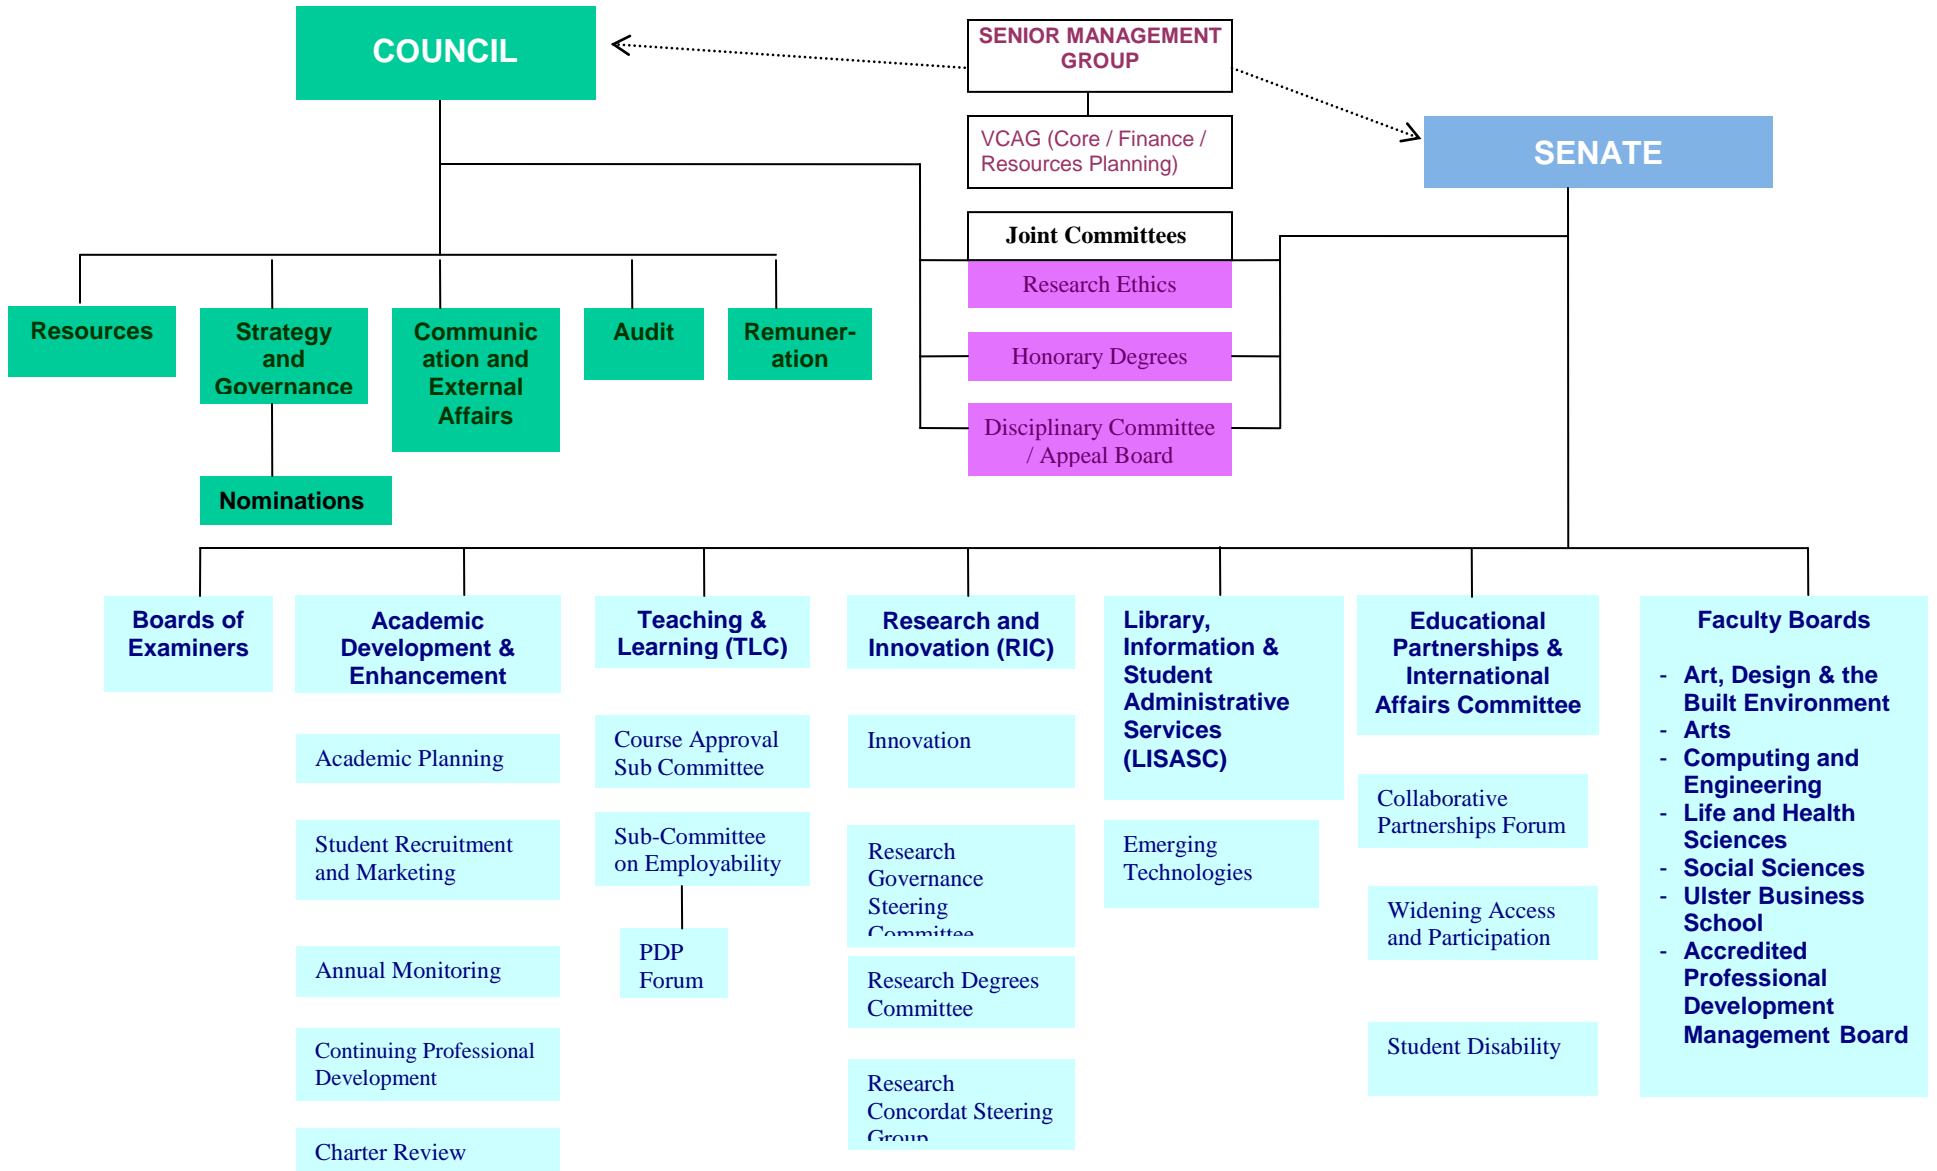 COUNCIL
SENIOR MANAGEMENT
GROUP
VCAG (Core / Finance /
Resources Planning)
SENATE
Joint Committees
Research Ethics
Honorary Degrees
Disciplinary Committee
/ Appeal Board
Resources
Strategy
and
Governance
Communic
ation and
External
Affairs
Audit
Remuner-
ation
Nominations
Boards of
Examiners
Academic
Development &
Enhancement
Academic Planning
Student Recruitment
and Marketing
Annual Monitoring
Continuing Professional
Development
Charter Review
Teaching &
Learning (TLC)
Course Approval
Sub Committee
Sub-Committee
on Employability
PDP
Forum
Research and
Innovation (RIC)
Innovation
Research
Governance
Steering
Committee
Research Degrees
Committee
Research
Concordat Steering
Group
Library,
Information &
Student
Administrative
Services
(LISASC)
Emerging
Technologies
Educational
Partnerships &
International
Affairs Committee
Collaborative
Partnerships Forum
Widening Access
and Participation
Student Disability
Faculty Boards
- Art, Design & the
Built Environment
- Arts
- Computing and
Engineering
- Life and Health
Sciences
- Social Sciences
- Ulster Business
School
- Accredited
Professional
Development
Management Board